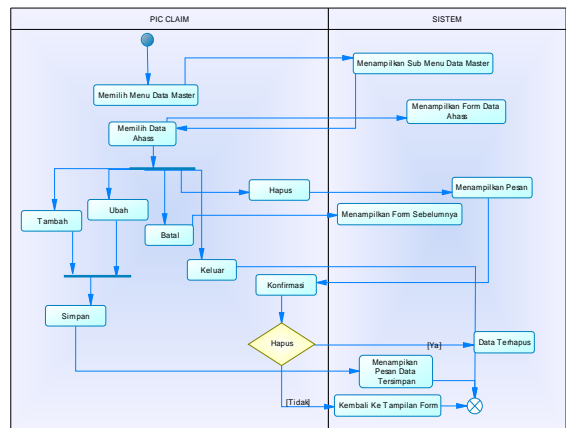 PIC CLAIM
SISTEM
Memilih Menu Data Master
Menampilkan Sub Menu Data Master
Memilih Data
Ahass
Menampilkan Form Data
Ahass
Hapus
Menampilkan Pesan
Tambah
Ubah
Batal
Menampilkan Form Sebelumnya
Keluar
Konfirmasi
Simpan
Hapus
[Ya]
Data Terhapus
Menampikan
Pesan Data
Tersimpan
[Tidak]
Kembali Ke Tampilan Form